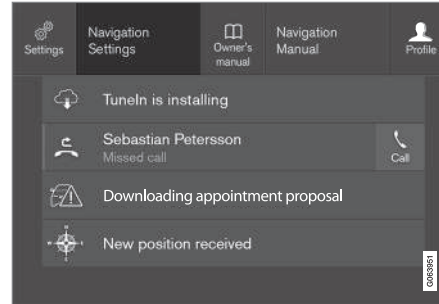 Settings
Navigation
Settings
Owner's
manual
Navigation
Manual
Profile
TuneIn is installing
Sebastian Petersson
Missed call
Call
Downloading appointment proposal
New position received
G063951